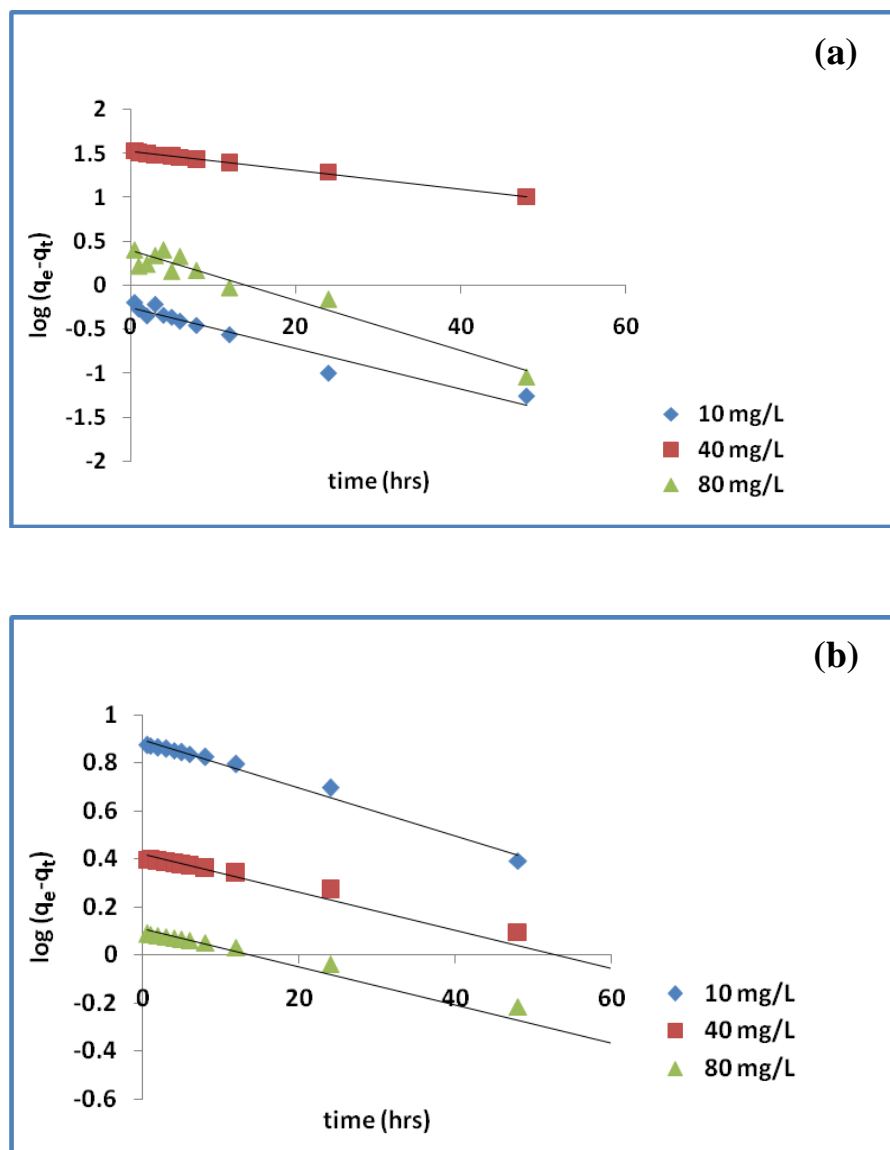 (a)
2
1.5
1
0.5
0
-0.5
-1
-1.5
-2
0 20 40 60
log (qe-qt)
time (hrs)
10 mg/L
40 mg/L
80 mg/L
(b)
1
0.8
0.6
0.4
0.2
0
-0.2
-0.4
-0.6
0 20 40 60
log (qe-qt)
time (hrs)
10 mg/L
40 mg/L
80 mg/L